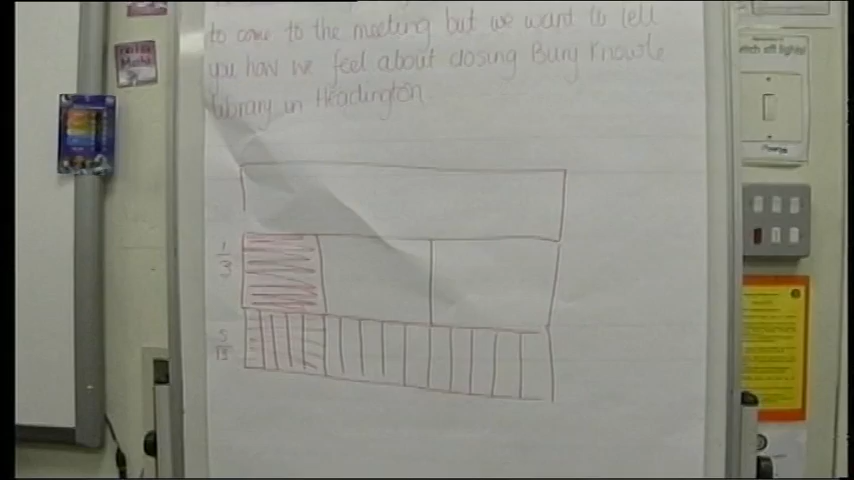 to come to the meeting but we want to tell
you how we feel about closing Bury Knowle
library in Headington
1
3
5
15